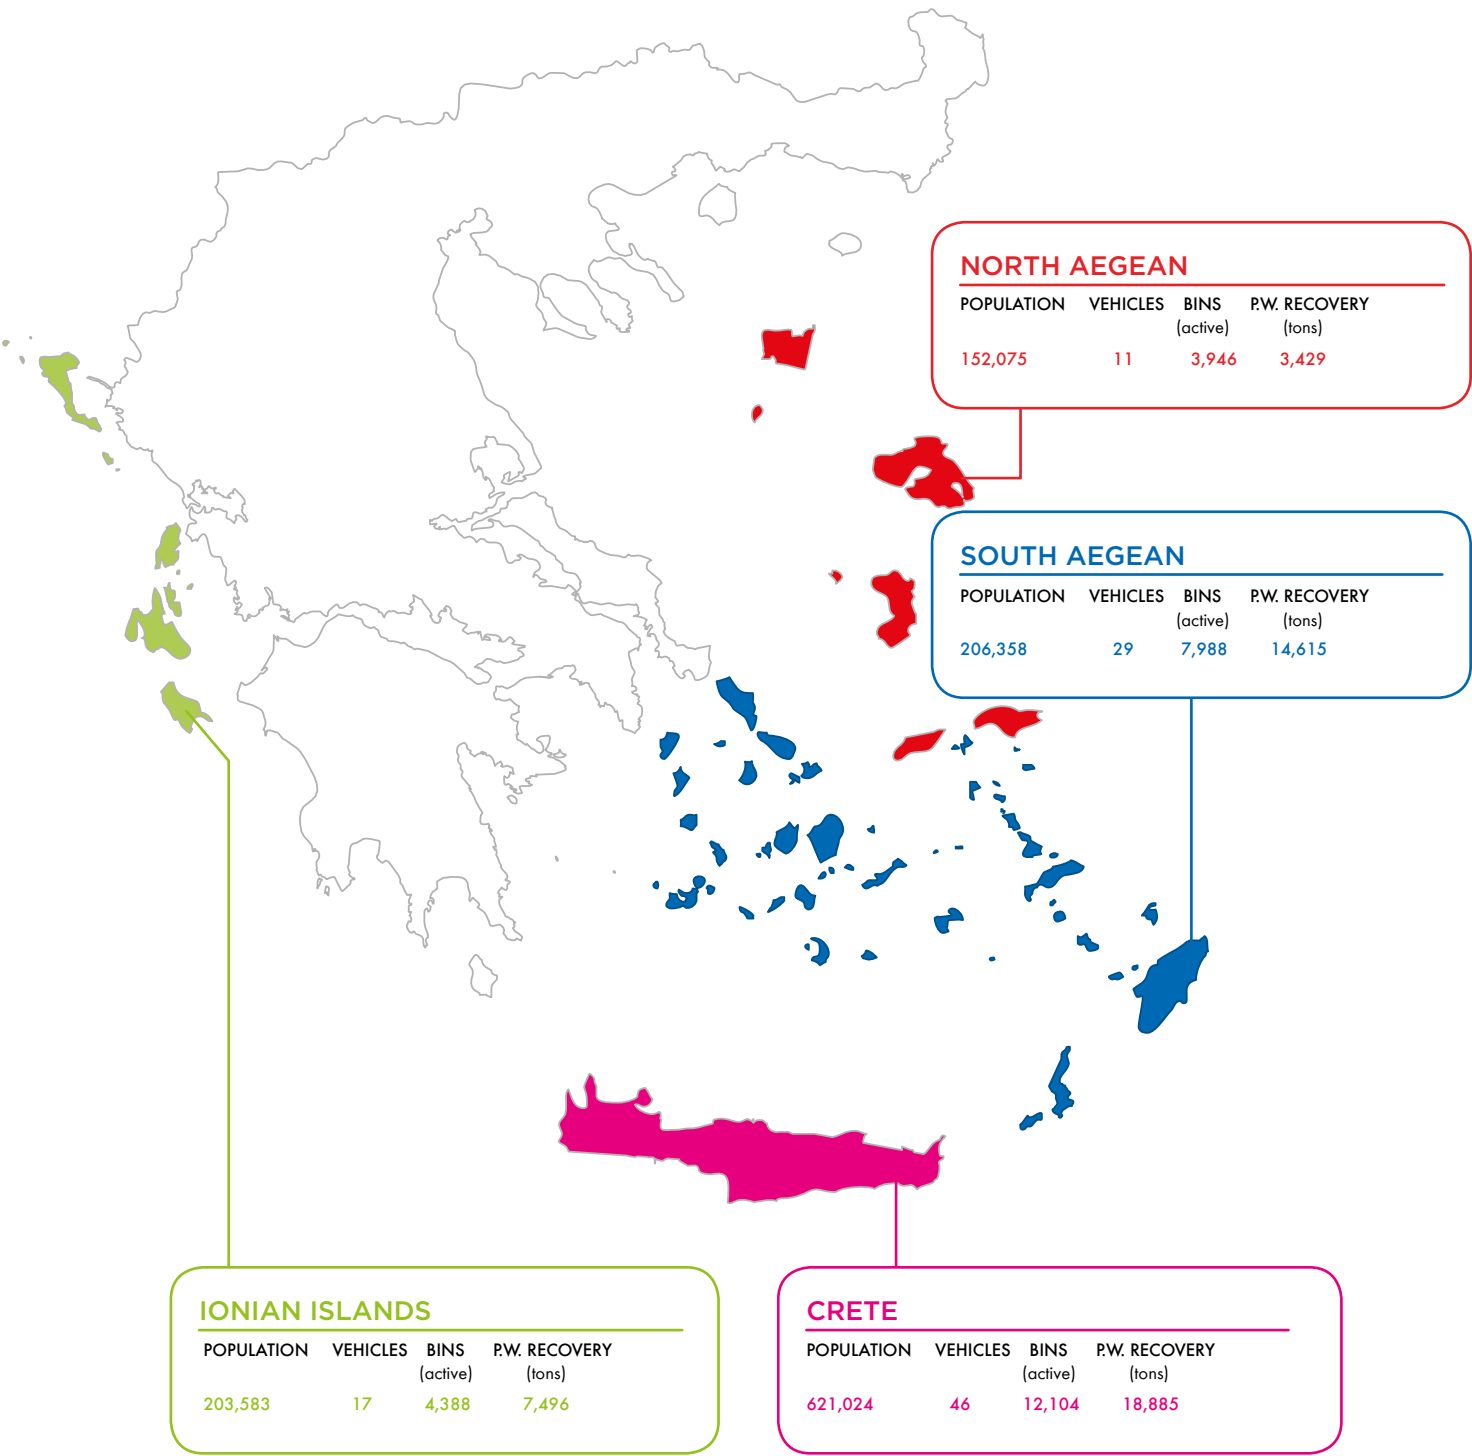 NORTH AEGEAN
POPULATION VEHICLES BINS P.W. RECOVERY
(active) (tons)
152,075 11 3,946 3,429
SOUTH AEGEAN
POPULATION VEHICLES BINS P.W. RECOVERY
(active) (tons)
206,358 29 7,988 14,615
IONIAN ISLANDS
POPULATION VEHICLES BINS P.W. RECOVERY
(active) (tons)
203,583 17 4,388 7,496
CRETE
POPULATION VEHICLES BINS P.W. RECOVERY
(active) (tons)
621,024 46 12,104 18,885